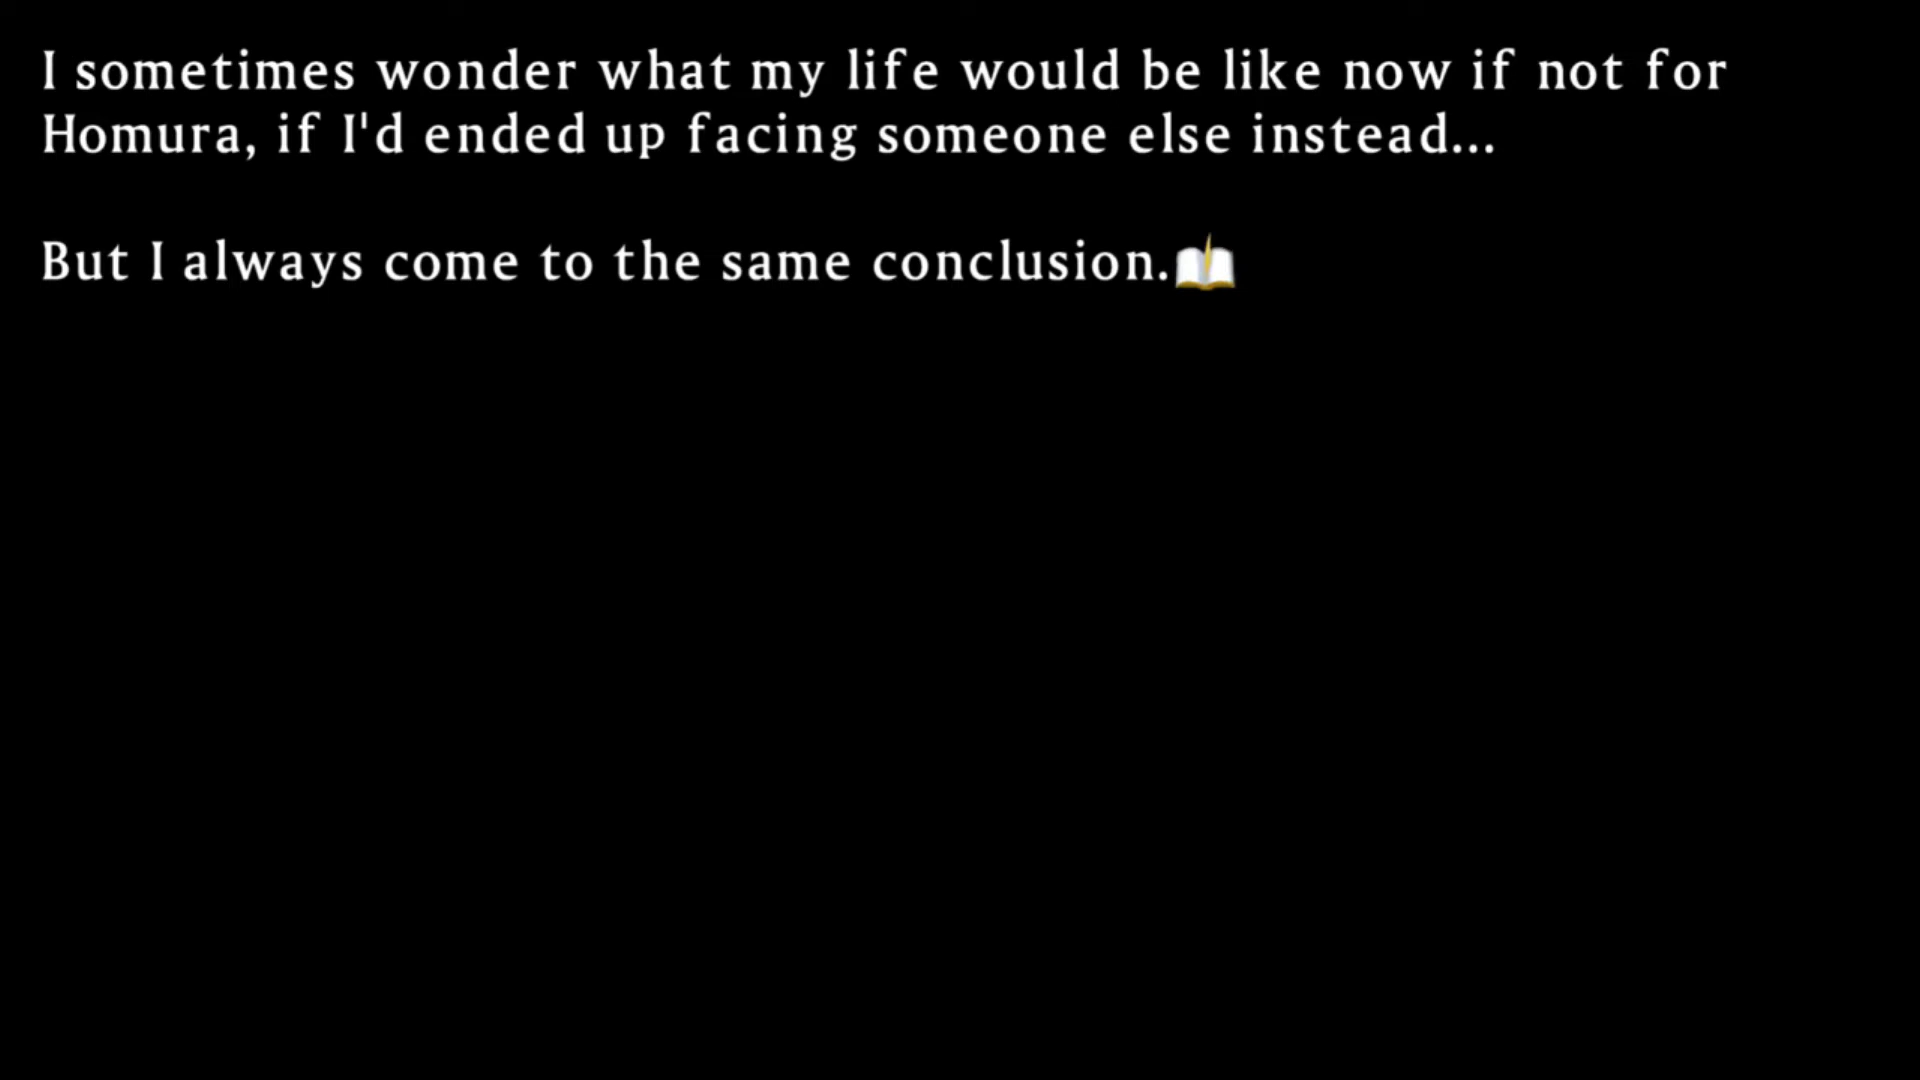 I sometimes wonder what my life would be like now if not for
Homura, if I'd ended up facing someone else instead...
But I always come to the same conclusion.